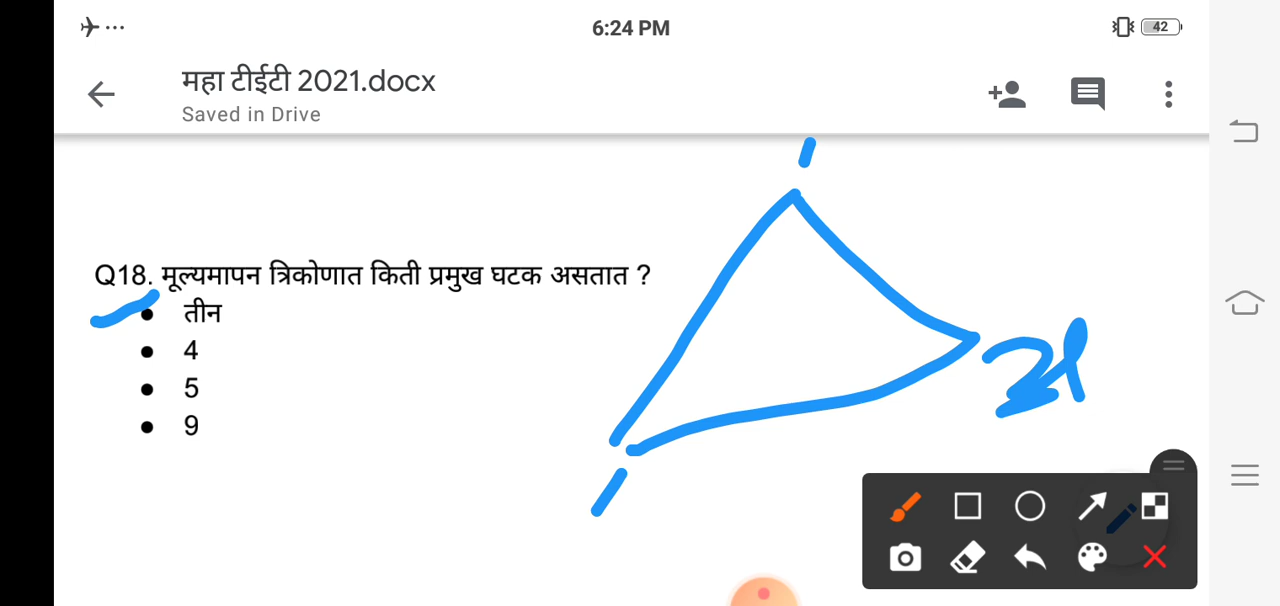 6:24 PM
42
महा टीईटी 2021.docx
Saved in Drive
Q18. मूल्यमापन त्रिकोणात किती प्रमुख घटक असतात ?
तीन
4
5
9